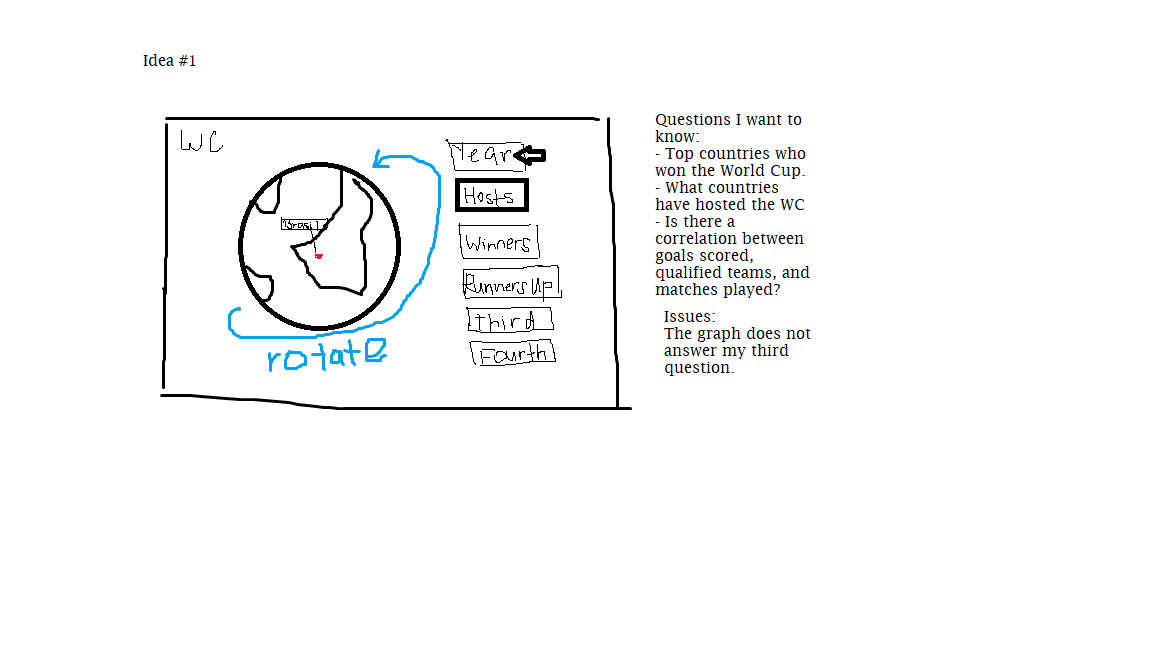 Idea #1
WC
Year
Hosts
Brasil
Winners
Runners Up
Third
Fourth
rotate
Questions I want to
know:
- Top countries who
won the World Cup.
- What countries
have hosted the WC
- Is there a
correlation between
goals scored,
qualified teams, and
matches played?
Issues:
The graph does not
answer my third
question.